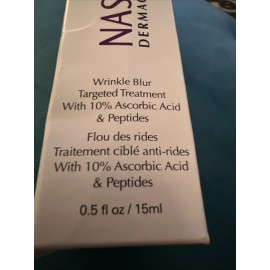 NAS
DERMAC
Wrinkle Blur
Targeted Treatment
With 10% Ascorbic Acid
& Peptides
Flou des rides
Traitement ciblé anti-rides
With 10% Ascorbic Acid
& Peptides
0.5 fl oz / 15ml